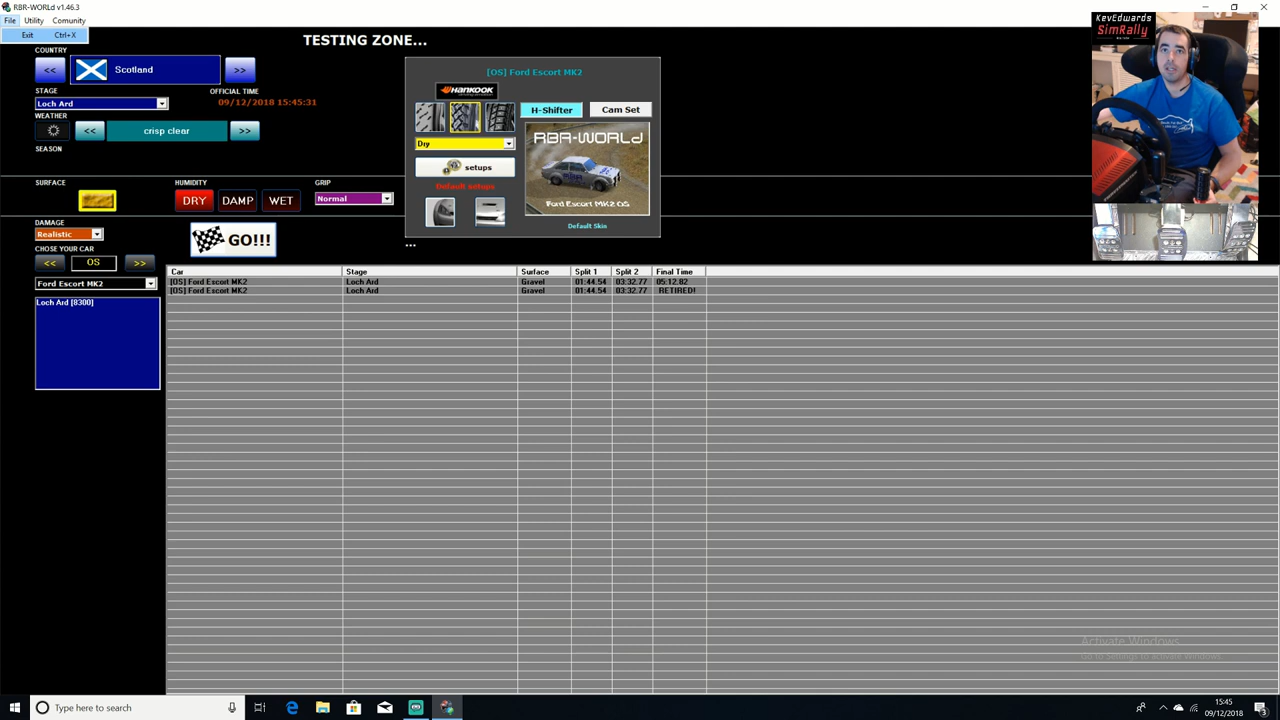 RBR-WORLd v1.46.3
File Utility Comunity
Exit Ctrl+X
TESTING ZONE...
KevEdwards
SimRally
COUNTRY
<< Scotland >>
STAGE
OFFICIAL TIME
Loch Ard
09/12/2018 15:45:31
WEATHER
<< crisp clear >>
SEASON
[OS] Ford Escort MK2
Hankook
H-Shifter Cam Set
Dry
setups
Default setups
RBR-WORLd
Ford Escort MK2 OS
Default Skin
SURFACE HUMIDITY GRIP
DRY DAMP WET Normal
DAMAGE
Realistic
GO!!!
...
CHOSE YOUR CAR
<< OS >>
Ford Escort MK2
Loch Ard [8300]
Car Stage Surface Split 1 Split 2 Final Time
[OS] Ford Escort MK2 Loch Ard Gravel 01:44.54 03:32.77 05:12.82
[OS] Ford Escort MK2 Loch Ard Gravel 01:44.54 03:32.77 RETIRED!
Activate Windows
Go to Settings to activate Windows.
Type here to search
15:45
09/12/2018
3